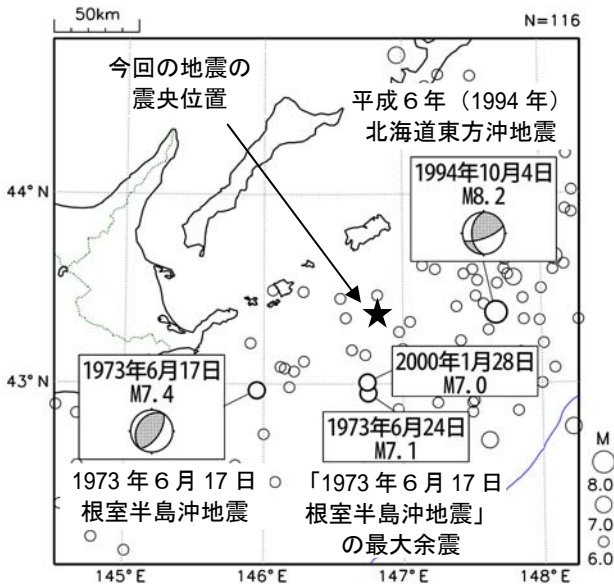 50km
N=116
今回の地震の
震央位置
平成６年（1994 年）
北海道東方沖地震
1994年10月4日
M8.2
44°N
2000年1月28日
M7.0
1973年6月17日
M7.4
43°N
1973年6月24日
M7.1
1973 年６月 17 日
根室半島沖地震
「1973 年６月 17 日
根室半島沖地震」
の最大余震
M
8.0
7.0
6.0
145°E
146°E
147°E
148°E